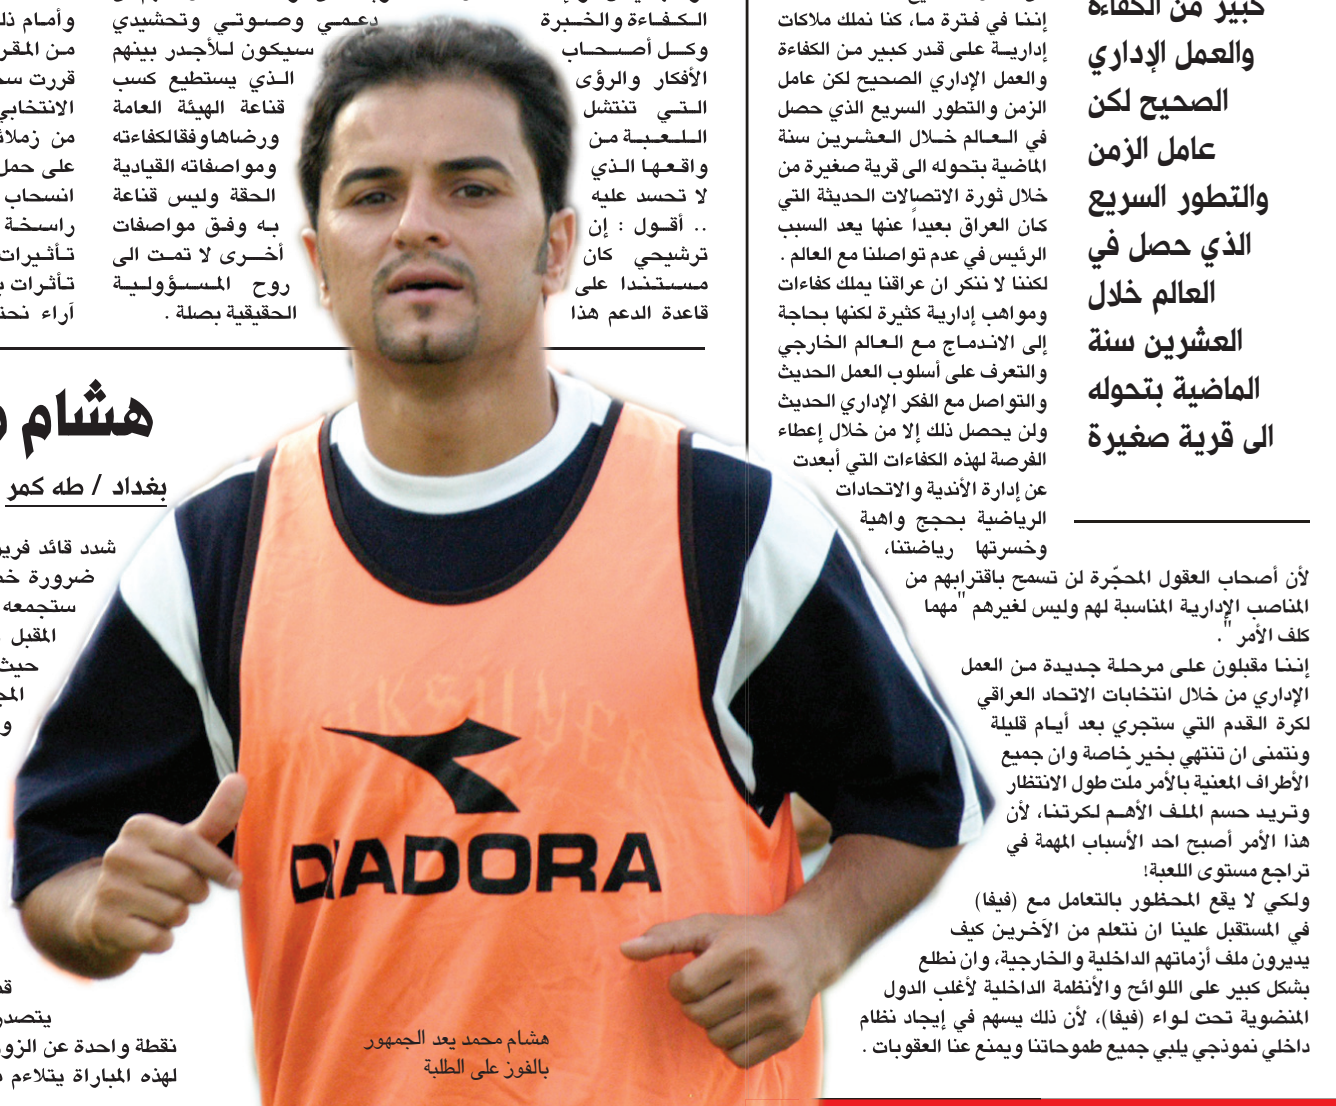 كبير من الكفاءة
والعمل الإداري
الصحيح لكن
عامل الزمن
والتطور السريع
الذي حصل في
العالم خلال
العشرين سنة
الماضية بتحوله
الى قرية صغيرة
إننا في فترة ما، كنا نملك ملاكات
إدارية على قدر كبير من الكفاءة
والعمل الإداري الصحيح لكن عامل
الزمن والتطور السريع الذي حصل
في العالم خلال العشرين سنة
الماضية بتحوله الى قرية صغيرة من
خلال ثورة الاتصالات الحديثة التي
كان العراق بعيداً عنها يعد السبب
الرئيس في عدم تواصلنا مع العالم .
لكننا لا ننكر ان عراقنا يملك كفاءات
ومواهب إدارية كثيرة لكنها بحاجة
إلى الاندماج مع العالم الخارجي
والتعرف على أسلوب العمل الحديث
والتواصل مع الفكر الإداري الحديث
ولن يحصل ذلك إلا من خلال إعطاء
الفرصة لهذه الكفاءات التي أبعدت
عن إدارة الأندية والاتحادات
الرياضية بحجج واهية
وخسرتها رياضتنا،
لأن أصحاب العقول المحجّرة لن تسمح باقترابهم من
المناصب الإدارية المناسبة لهم وليس لغيرهم "مهما
كلف الأمر".
إننا مقبلون على مرحلة جديدة من العمل
الإداري من خلال انتخابات الاتحاد العراقي
لكرة القدم التي ستجري بعد أيام قليلة
ونتمنى ان تنتهي بخير خاصة وان جميع
الأطراف المعنية بالأمر ملّت طول الانتظار
وتريد حسم الملف الأهم لكرتنا، لأن
هذا الأمر أصبح احد الأسباب المهمة في
تراجع مستوى اللعبة!
ولكي لا يقع المحظور بالتعامل مع (فيفا)
في المستقبل علينا ان نتعلم من الآخرين كيف
يديرون ملف أزماتهم الداخلية والخارجية، وان نطلع
بشكل كبير على اللوائح والأنظمة الداخلية لأغلب الدول
المنضوية تحت لواء (فيفا)، لأن ذلك يسهم في إيجاد نظام
داخلي نموذجي يلبي جميع طموحاتنا ويمنع عنا العقوبات .
الكفاءة والخبرة
وكل أصحاب
الأفكار والرؤى
التي تنتشل
اللعبة من
واقعها الذي
لا تحسد عليه
.. أقول : إن
ترشيحي كان
مستندا على
قاعدة الدعم هذا
دعمي وصوتي وتحشيدي
سيكون للأجدر بينهم
الذي يستطيع كسب
قناعة الهيئة العامة
ورضاها وفقا لكفاءته
ومواصفاته القيادية
الحقة وليس قناعة
به وفق مواصفات
أخرى لا تمت الى
روح المسؤولية
الحقيقية بصلة .
وأمام
من
قررت
الانتخابي
من
على حمل
انسحاب
راسخة
تأثيرات
تأثرات
آراء
هشام
بغداد / طه كمر
شدد قائد
ضرورة
ستجمعه
المقبل
حيث
يتصدر
نقطة واحدة عن
لهذه المباراة يتلاءم
DIADORA
هشام محمد يعد الجمهور
بالفوز على الطلبة